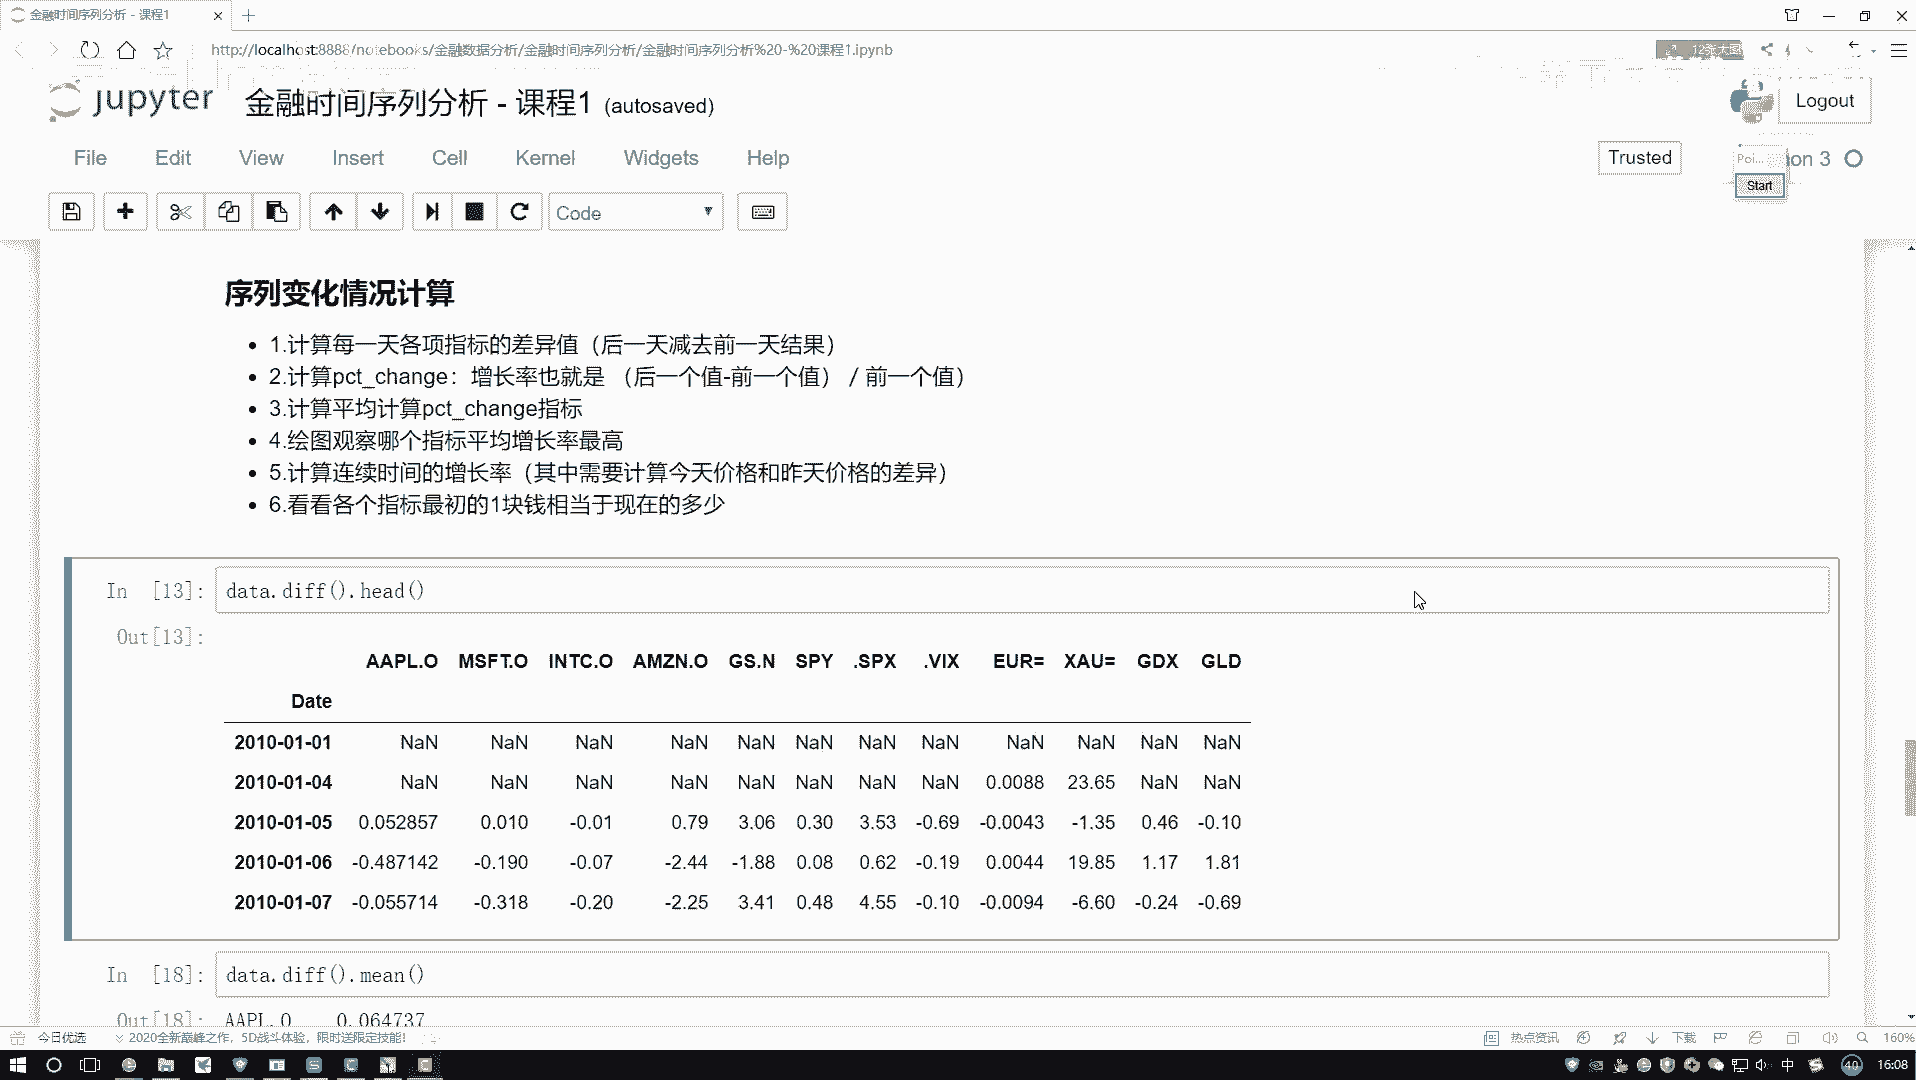 金融时间序列分析 - 课程1
http://localhost:8888/notebooks/金融数据分析/金融时间序列分析/金融时间序列分析%20-%20课程1.ipynb
12张大图
jupyter 金融时间序列分析 - 课程1 (autosaved)
Logout
File Edit View Insert Cell Kernel Widgets Help
Trusted
Poi...
on 3
Start
Code
序列变化情况计算
• 1.计算每一天各项指标的差异值（后一天减去前一天结果）
• 2.计算pct_change：增长率也就是 （后一个值-前一个值） / 前一个值）
• 3.计算平均计算pct_change指标
• 4.绘图观察哪个指标平均增长率最高
• 5.计算连续时间的增长率（其中需要计算今天价格和昨天价格的差异）
• 6.看看各个指标最初的1块钱相当于现在的多少
In [13]: data.diff().head()
Out[13]:
AAPL.O MSFT.O INTC.O AMZN.O GS.N SPY .SPX .VIX EUR= XAU= GDX GLD
Date
2010-01-01 NaN NaN NaN NaN NaN NaN NaN NaN NaN NaN NaN NaN
2010-01-04 NaN NaN NaN NaN NaN NaN NaN NaN 0.0088 23.65 NaN NaN
2010-01-05 0.052857 0.010 -0.01 0.79 3.06 0.30 3.53 -0.69 -0.0043 -1.35 0.46 -0.10
2010-01-06 -0.487142 -0.190 -0.07 -2.44 -1.88 0.08 0.62 -0.19 0.0044 19.85 1.17 1.81
2010-01-07 -0.055714 -0.318 -0.20 -2.25 3.41 0.48 4.55 -0.10 -0.0094 -6.60 -0.24 -0.69
In [18]: data.diff().mean()
Out[18]: AAPL.O 0.064737
今日优选 2020全新巅峰之作，5D战斗体验，限时送限定技能！
热点资讯 下载 160%
中 40 16:08